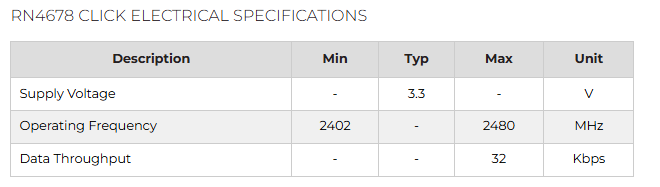 RN4678 CLICK ELECTRICAL SPECIFICATIONS
Description Min Typ Max Unit
Supply Voltage - 3.3 - V
Operating Frequency 2402 - 2480 MHz
Data Throughput - - 32 Kbps